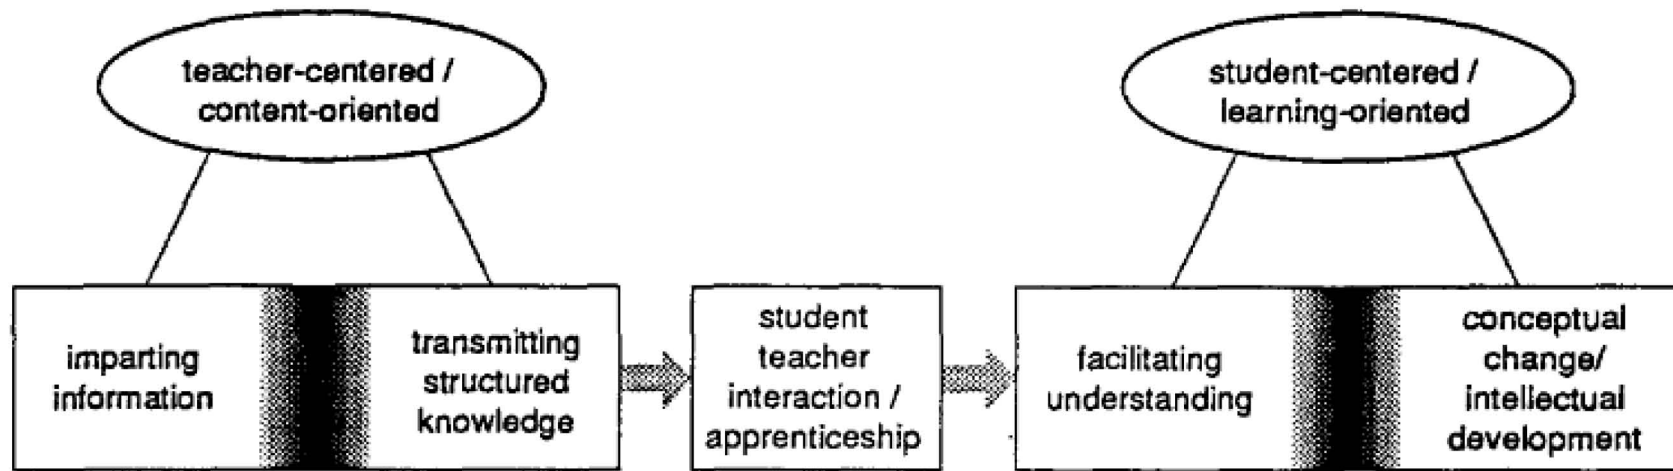 teacher-centered /
content-oriented
student-centered /
learning-oriented
imparting
information
transmitting
structured
knowledge
student
teacher
interaction /
apprenticeship
facilitating
understanding
conceptual
change/
intellectual
development